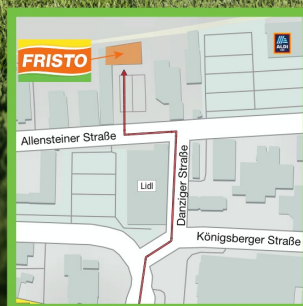 FRISTO
ALDI
Allensteiner Straße
Lidl
Danziger Straße
Königsberger Straße